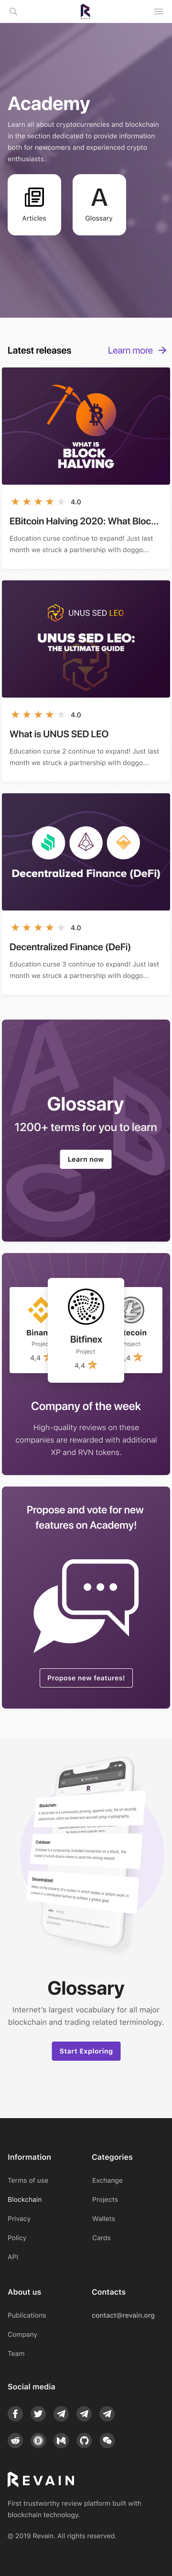 REVAIN
Academy
Learn all about cryptocurrencies and blockchain
in the section dedicated to provide information
both for newcomers and experienced crypto
enthusiasts.
Articles
A
Glossary
Latest releases
Learn more
WHAT IS
BLOCK
HALVING
4.0
EBitcoin Halving 2020: What Bloc...
Education curse continue to expand! Just last
month we struck a partnership with doggo...
UNUS SED LEO
UNUS SED LEO:
THE ULTIMATE GUIDE
4.0
What is UNUS SED LEO
Education curse 2 continue to expand! Just last
month we struck a partnership with doggo...
Decentralized Finance (DeFi)
4.0
Decentralized Finance (DeFi)
Education curse 3 continue to expand! Just last
month we struck a partnership with doggo...
A B C
Glossary
1200+ terms for you to learn
Learn now
Binan
Projec
4,4
Bitfinex
Project
4,4
tecoin
roject
,4
Company of the week
High-quality reviews on these
companies are rewarded with additional
XP and RVN tokens.
Propose and vote for new
features on Academy!
Propose new features!
Blockchain:
Coinbase:
Decentralized:
Glossary
Internet's largest vocabulary for all major
blockchain and trading related terminology.
Start Exploring
Information
Categories
Terms of use
Exchange
Blockchain
Projects
Privacy
Wallets
Policy
Cards
API
About us
Contacts
Publications
contact@revain.org
Company
Team
Social media
REVAIN
First trustworthy review platform built with
blockchain technology.
© 2019 Revain. All rights reserved.